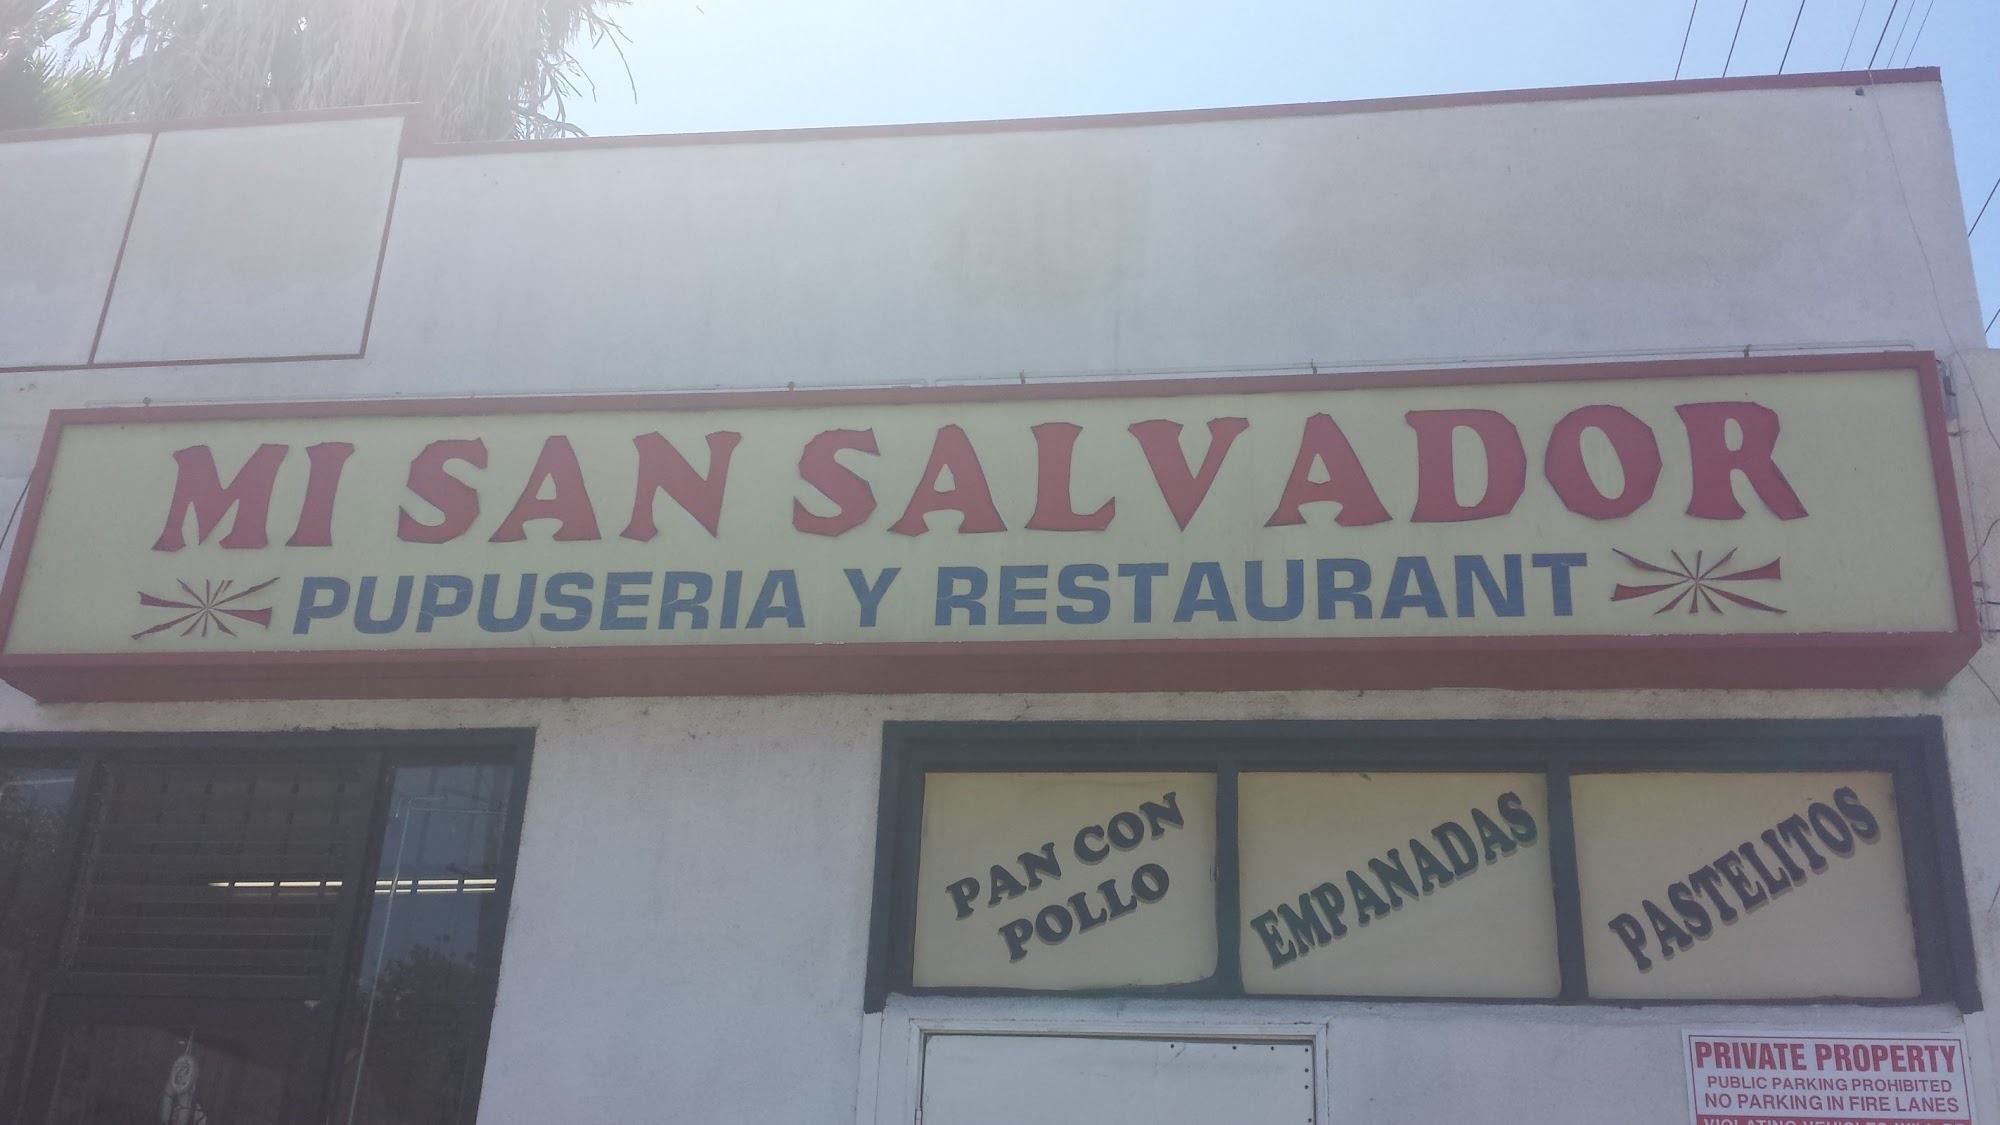 MI SAN SALVADOR
PUPUSERIA Y RESTAURANT
PAN CON
POLLO
EMPANADAS
PASTELITOS
PRIVATE PROPERTY
PUBLIC PARKING PROHIBITED
NO PARKING IN FIRE LANES